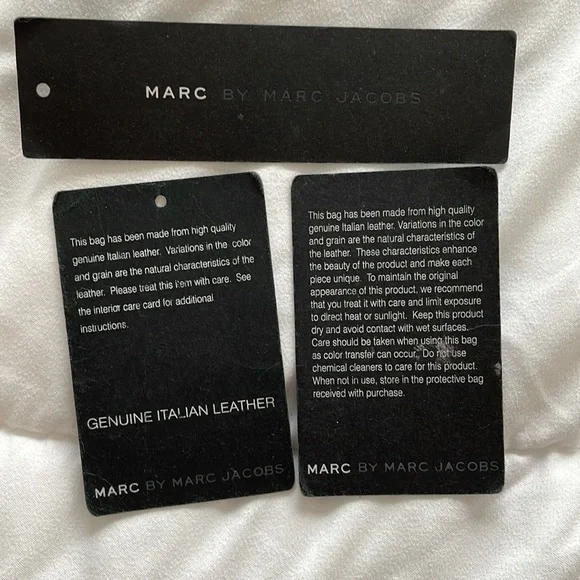 MARC BY MARC JACOBS
This bag has been made from high quality
genuine Italian leather. Variations in the color
and grain are the natural characteristics of the
leather. Please treat this item with care. See
the interior care card for additional
instructions.
GENUINE ITALIAN LEATHER
MARC BY MARC JACOBS
This bag has been made from high quality
genuine Italian leather. Variations in the color
and grain are the natural characteristics of
the leather. These characteristics enhance
the beauty of the product and make each
piece unique. To maintain the original
appearance of this product, we recommend
that you treat it with care and limit exposure
to direct heat or sunlight. Keep this product
dry and avoid contact with wet surfaces.
Care should be taken when using this bag
as color transfer can occur. Do not use
chemical cleaners to care for this product.
When not in use, store in the protective bag
received with purchase.
MARC BY MARC JACOBS